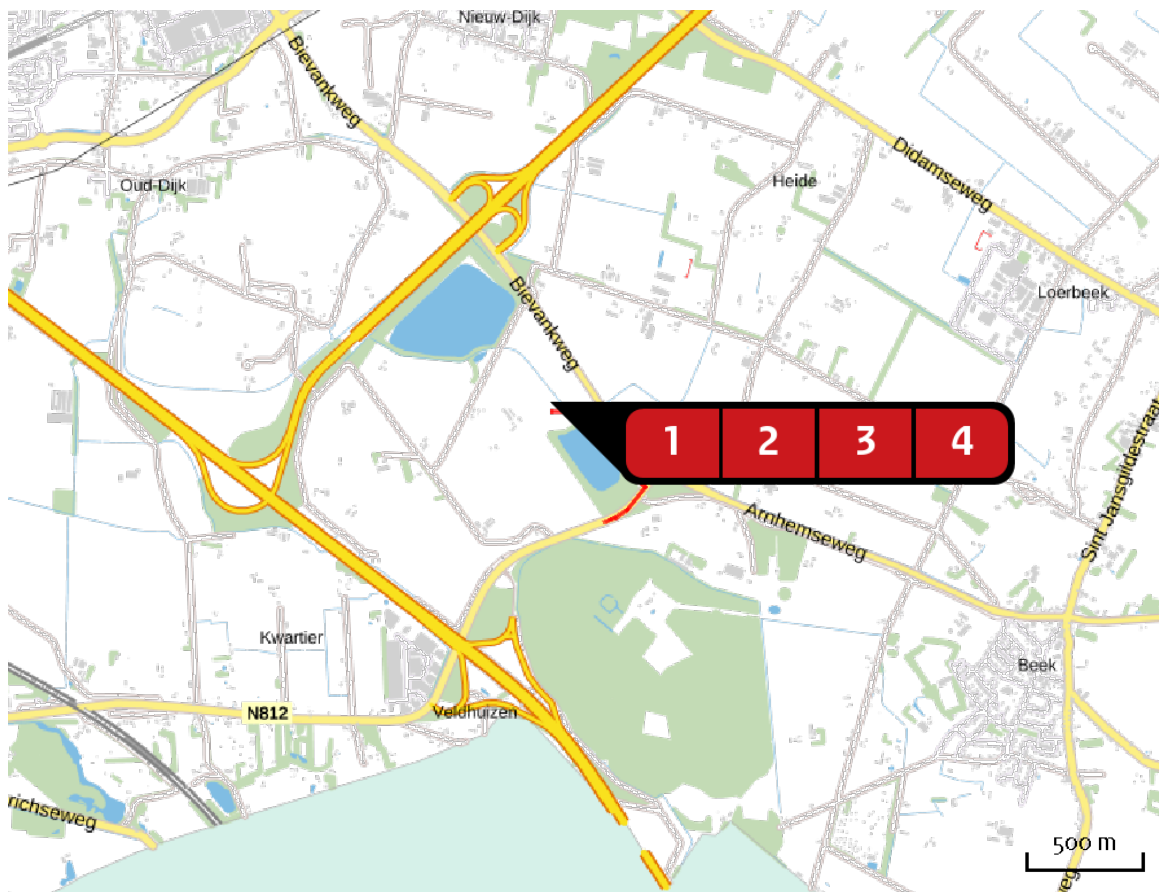 Nieuw-Dijk
Bievankweg
Didamseweg
Oud-Dijk
Heide
Loerbeek
Bievankweg
1 2 3 4
Sint Jansgildestraat
Arnhemseweg
Kwartier
Beek
N812
Veldhuizen
richseweg
500 m
weg